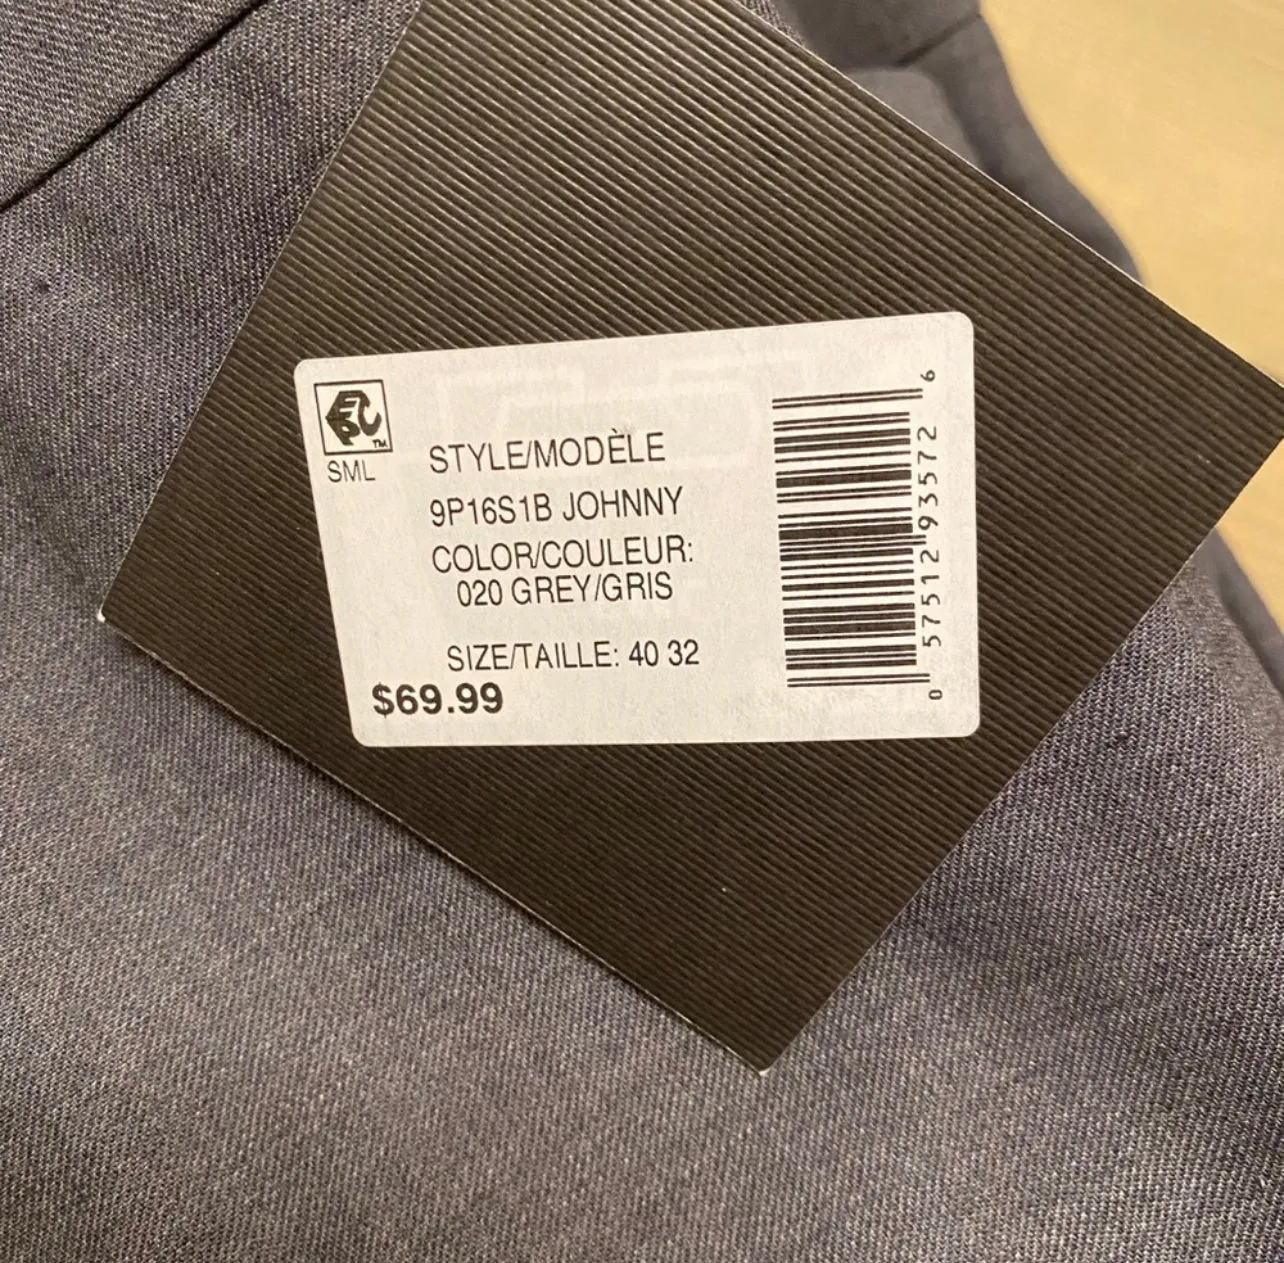 TM
SML
STYLE/MODÈLE
9P16S1B JOHNNY
COLOR/COULEUR:
020 GREY/GRIS
SIZE/TAILLE: 40 32
$69.99
0 57512 93572 6